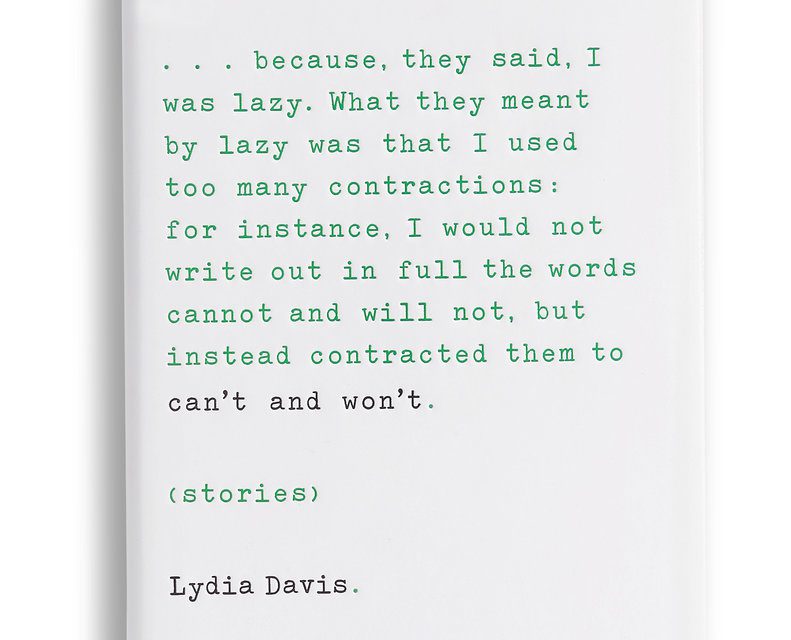 . . . because, they said, I
was lazy. What they meant
by lazy was that I used
too many contractions:
for instance, I would not
write out in full the words
cannot and will not, but
instead contracted them to
can’t and won’t.
(stories)
Lydia Davis.